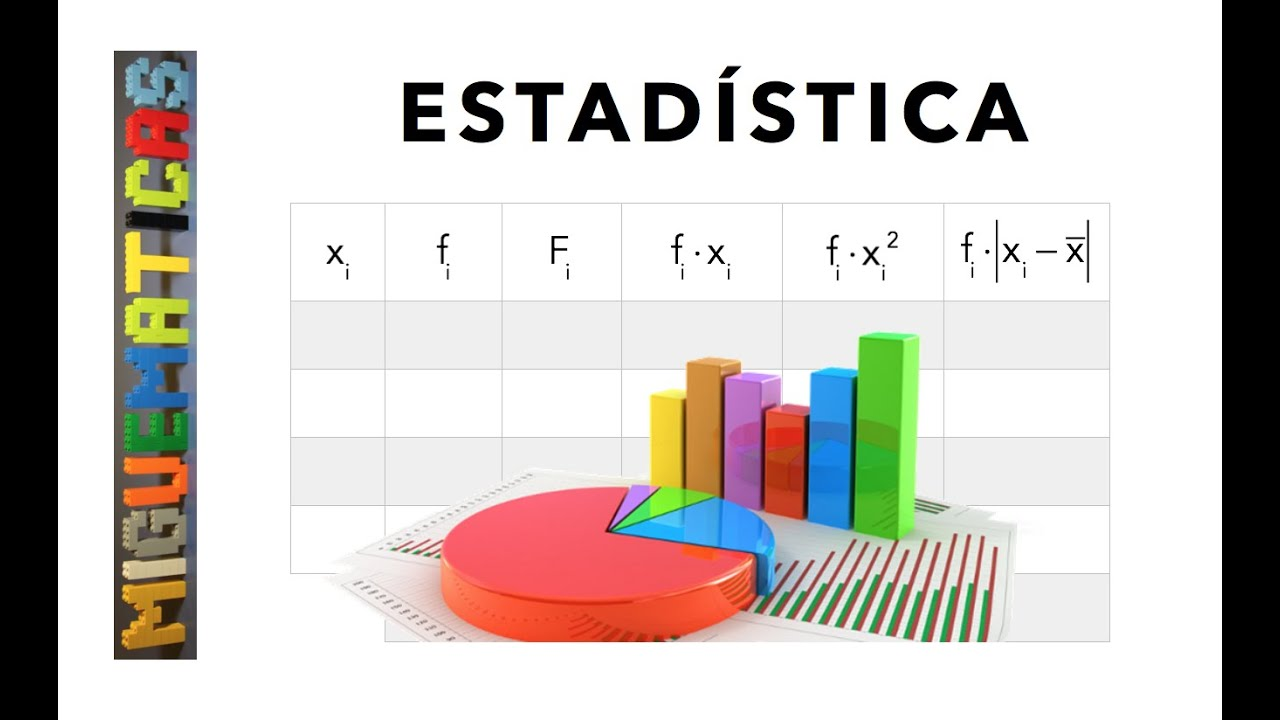 MIGUEMATICAS
ESTADÍSTICA
xᵢ fᵢ Fᵢ fᵢ·xᵢ fᵢ·xᵢ² fᵢ·|xᵢ − x̄|